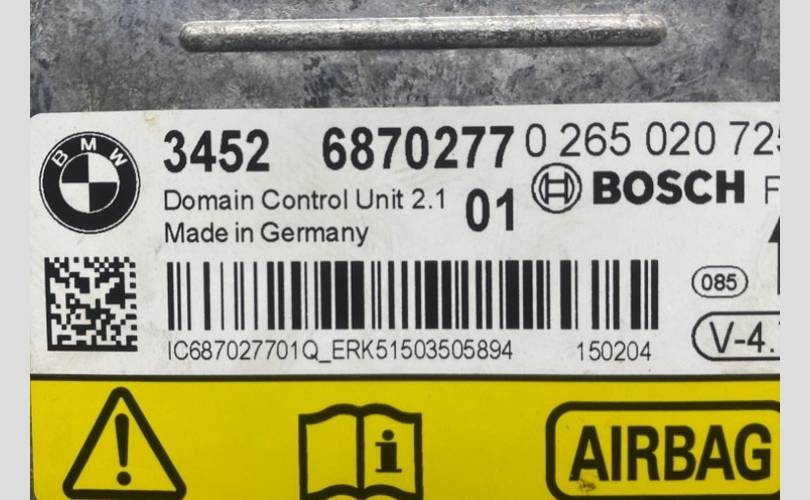 BMW
3452 6870277 0 265 020 72
Domain Control Unit 2.1 01 BOSCH
Made in Germany
085
IC687027701Q_ERK51503505894 150204
V-4.
i
AIRBAG